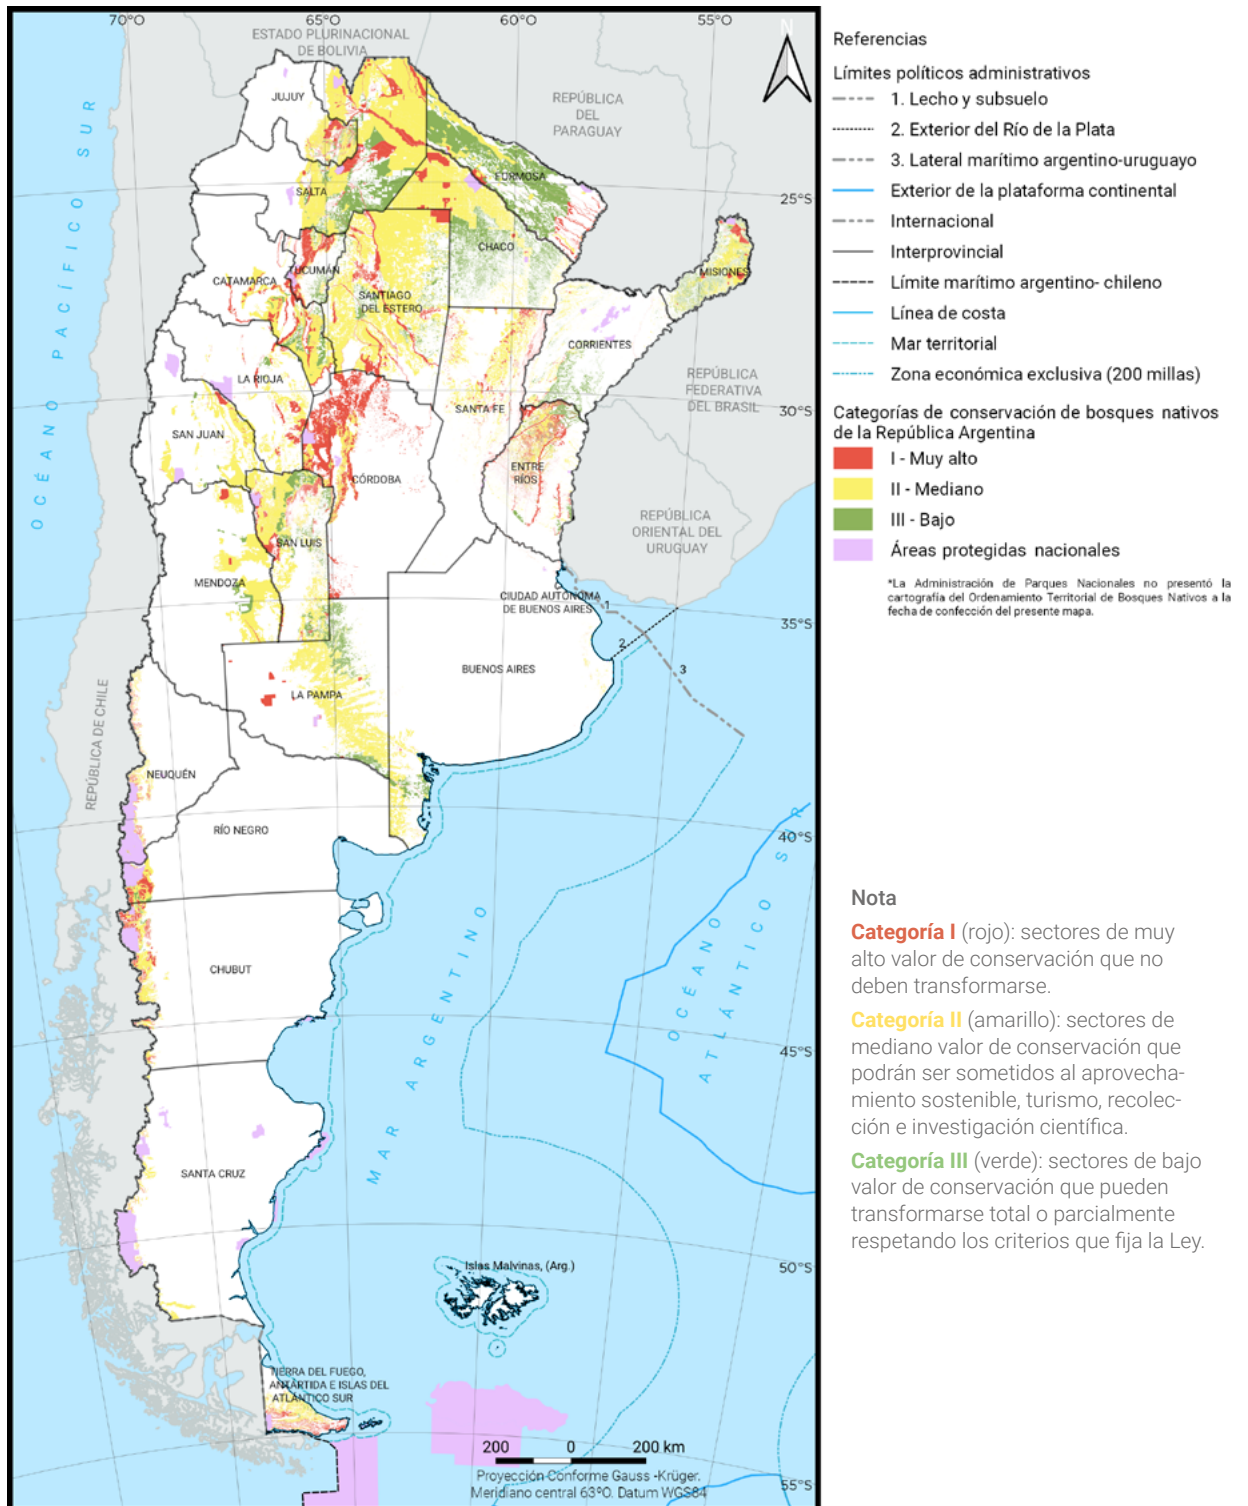 70°O
65°O
60°O
55°O
N
ESTADO PLURINACIONAL
DE BOLIVIA
REPÚBLICA
DEL
PARAGUAY
JUJUY
SALTA
FORMOSA
25°S
CHACO
TUCUMÁN
CATAMARCA
SANTIAGO
DEL ESTERO
MISIONES
CORRIENTES
LA RIOJA
REPÚBLICA
FEDERATIVA
DEL BRASIL
SANTA FE
30°S
SAN JUAN
CÓRDOBA
ENTRE
RÍOS
REPÚBLICA
ORIENTAL DEL
URUGUAY
SAN LUIS
MENDOZA
CIUDAD AUTÓNOMA
DE BUENOS AIRES
1
2
3
35°S
BUENOS AIRES
LA PAMPA
REPÚBLICA DE CHILE
NEUQUÉN
RÍO NEGRO
40°S
CHUBUT
45°S
SANTA CRUZ
50°S
Islas Malvinas, (Arg.)
TIERRA DEL FUEGO,
ANTÁRTIDA E ISLAS DEL
ATLÁNTICO SUR
55°S
OCÉANO PACÍFICO SUR
MAR ARGENTINO
OCÉANO
ATLÁNTICO SUR
200 0 200 km
Proyección Conforme Gauss -Krüger.
Meridiano central 63ºO. Datum WGS84
Referencias
Límites políticos administrativos
1. Lecho y subsuelo
2. Exterior del Río de la Plata
3. Lateral marítimo argentino-uruguayo
Exterior de la plataforma continental
Internacional
Interprovincial
Límite marítimo argentino- chileno
Línea de costa
Mar territorial
Zona económica exclusiva (200 millas)
Categorías de conservación de bosques nativos
de la República Argentina
I - Muy alto
II - Mediano
III - Bajo
Áreas protegidas nacionales
*La Administración de Parques Nacionales no presentó la
cartografía del Ordenamiento Territorial de Bosques Nativos a la
fecha de confección del presente mapa.
Nota
Categoría I (rojo): sectores de muy
alto valor de conservación que no
deben transformarse.
Categoría II (amarillo): sectores de
mediano valor de conservación que
podrán ser sometidos al aprovecha-
miento sostenible, turismo, recolec-
ción e investigación científica.
Categoría III (verde): sectores de bajo
valor de conservación que pueden
transformarse total o parcialmente
respetando los criterios que fija la Ley.